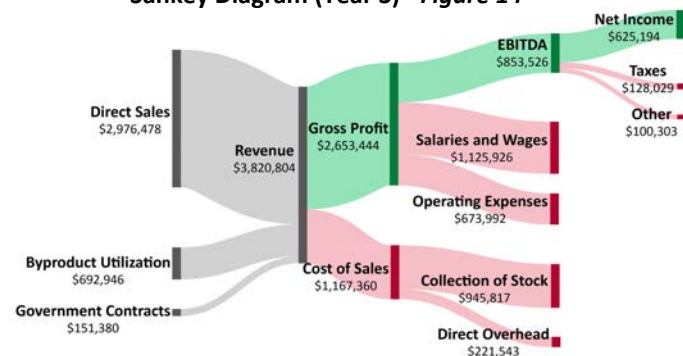 Sankey Diagram (Year 3) - Figure 14
Net Income
$625,194
EBITDA
$853,526
Taxes
$128,029
Direct Sales
$2,976,478
Other
$100,303
Gross Profit
$2,653,444
Salaries and Wages
$1,125,926
Revenue
$3,820,804
Operating Expenses
$673,992
Byproduct Utilization
$692,946
Cost of Sales
$1,167,360
Collection of Stock
$945,817
Government Contracts
$151,380
Direct Overhead
$221,543